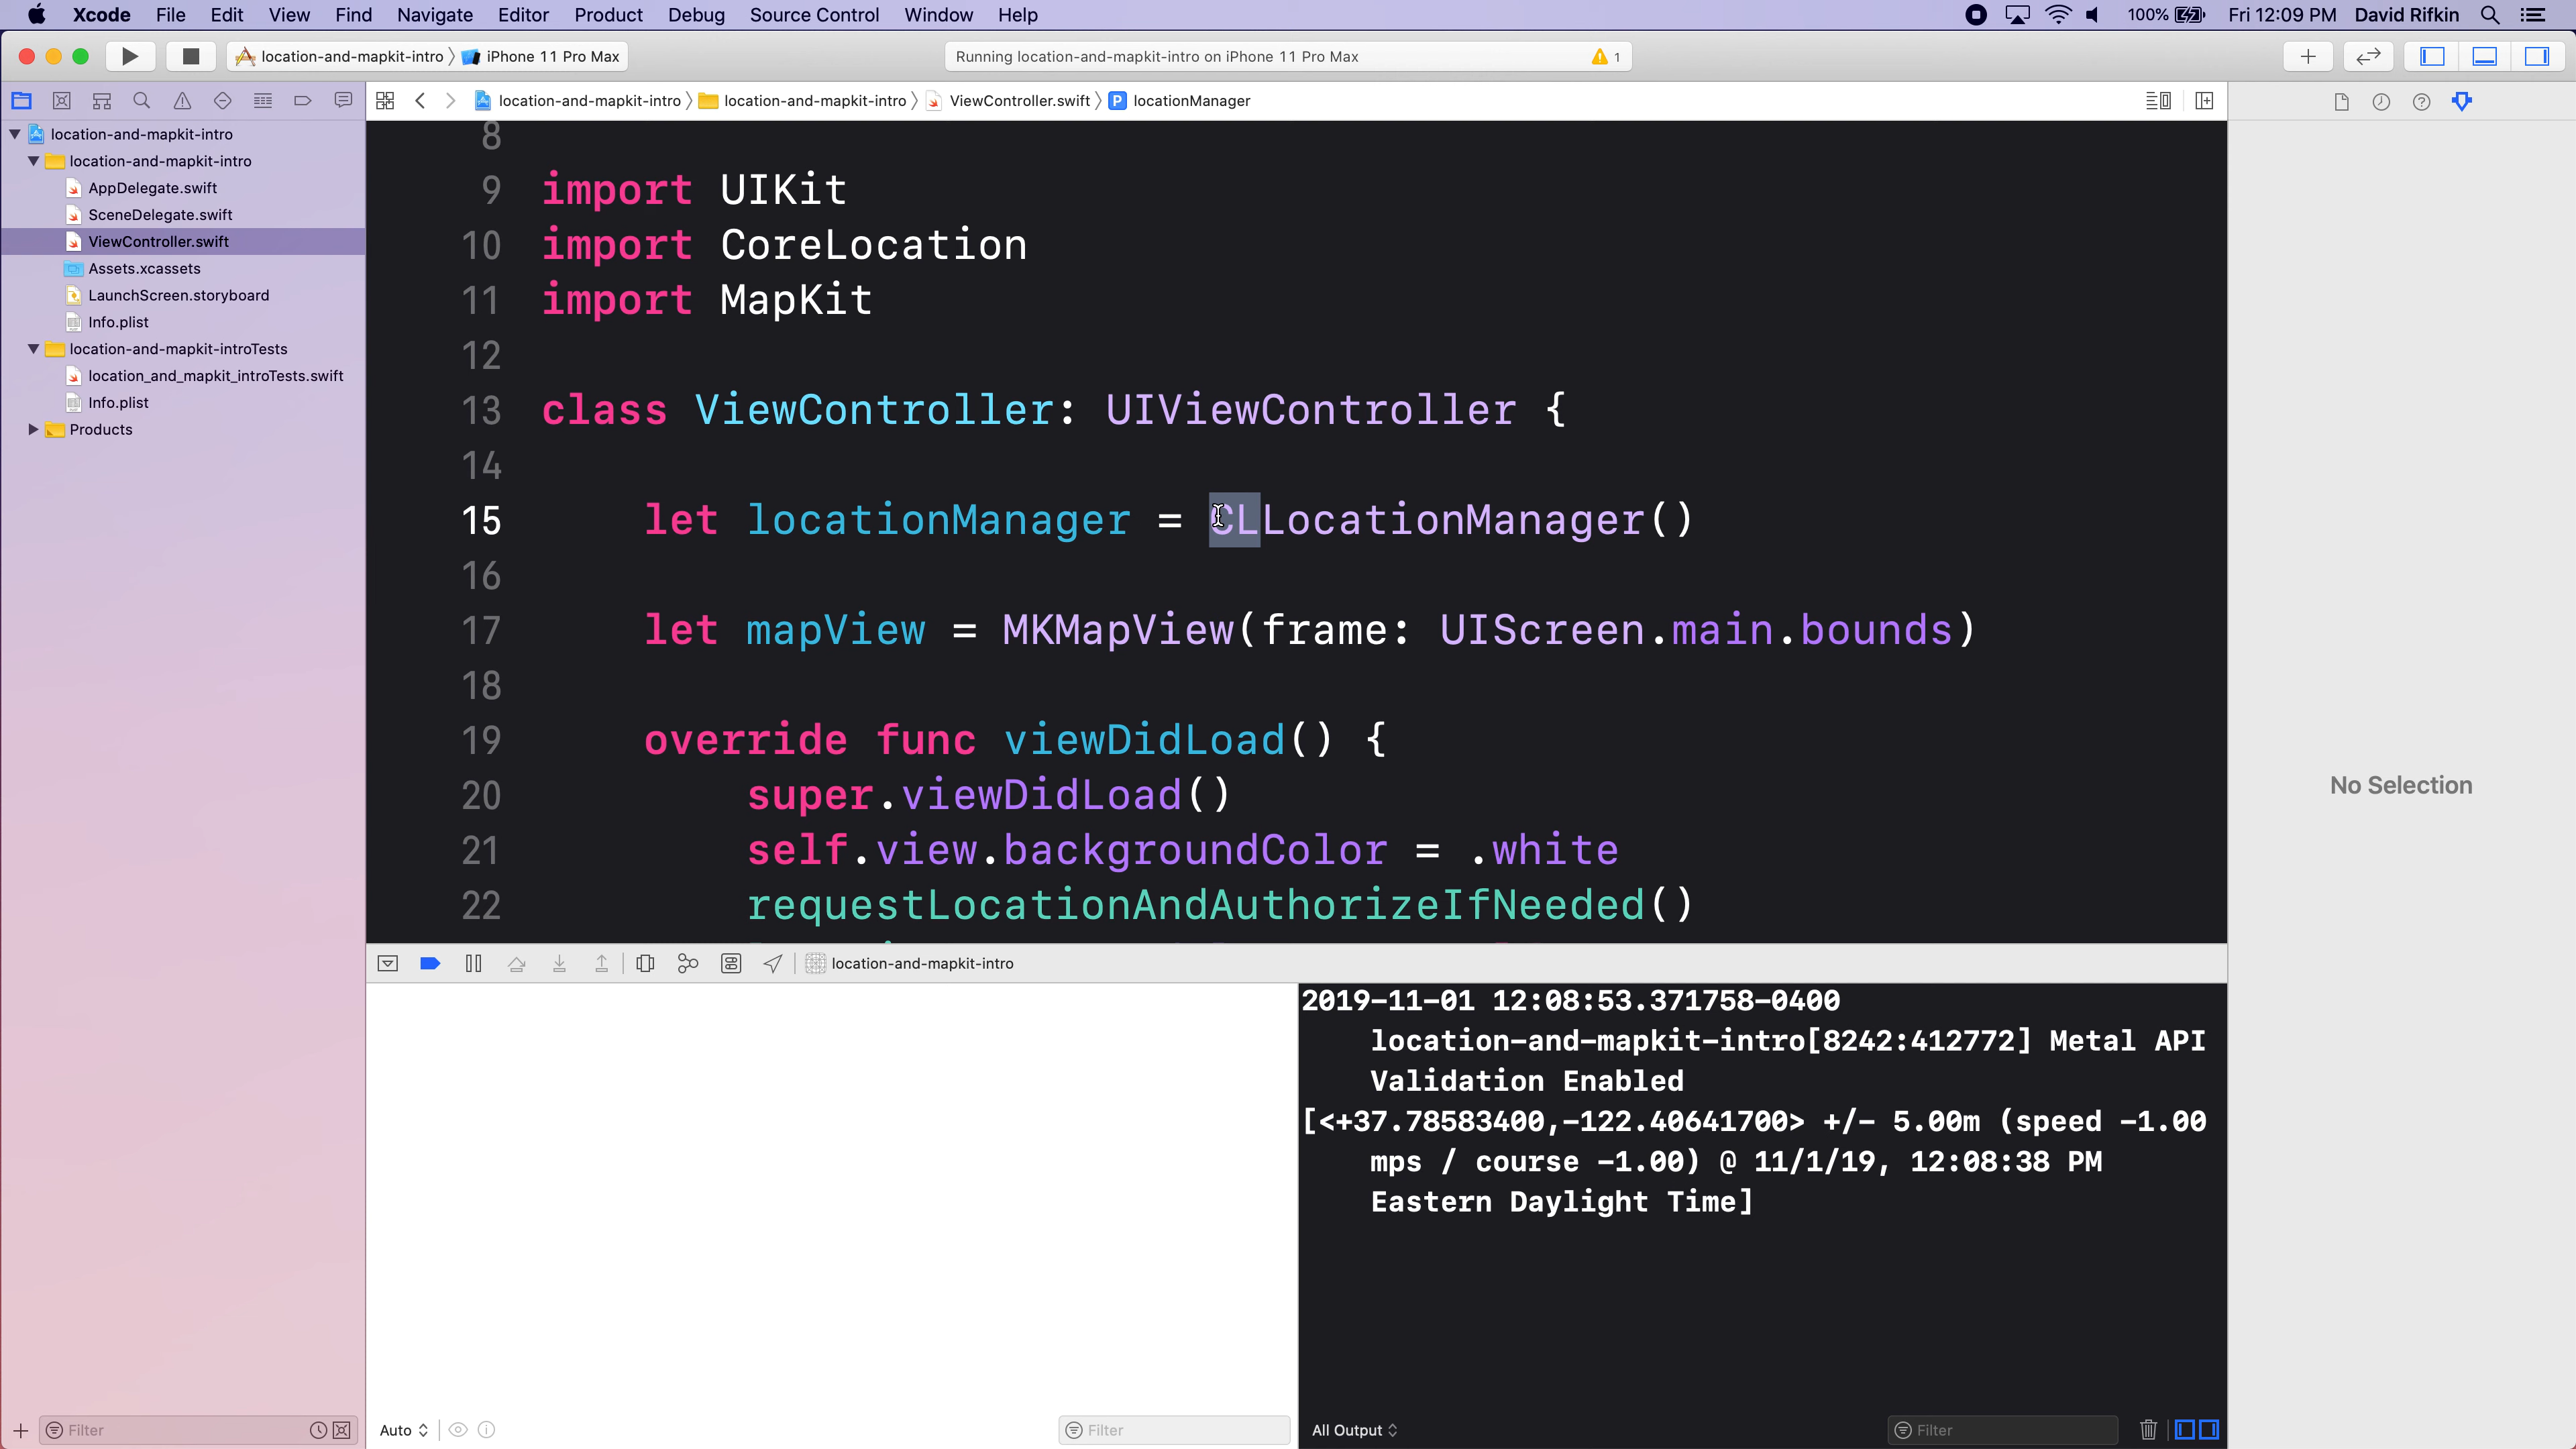 Xcode File Edit View Find Navigate Editor Product Debug Source Control Window Help 100% Fri 12:09 PM David Rifkin
location-and-mapkit-intro iPhone 11 Pro Max Running location-and-mapkit-intro on iPhone 11 Pro Max 1
location-and-mapkit-intro location-and-mapkit-intro ViewController.swift P locationManager
location-and-mapkit-intro
location-and-mapkit-intro
AppDelegate.swift
SceneDelegate.swift
ViewController.swift
Assets.xcassets
LaunchScreen.storyboard
Info.plist
location-and-mapkit-introTests
location_and_mapkit_introTests.swift
Info.plist
Products
Filter
8
9 import UIKit
10 import CoreLocation
11 import MapKit
12
13 class ViewController: UIViewController {
14
15 let locationManager = CLLocationManager()
16
17 let mapView = MKMapView(frame: UIScreen.main.bounds)
18
19 override func viewDidLoad() {
20 super.viewDidLoad()
21 self.view.backgroundColor = .white
22 requestLocationAndAuthorizeIfNeeded()
location-and-mapkit-intro
Auto Filter
2019-11-01 12:08:53.371758-0400
location-and-mapkit-intro[8242:412772] Metal API
Validation Enabled
[<+37.78583400,-122.40641700> +/- 5.00m (speed -1.00
mps / course -1.00) @ 11/1/19, 12:08:38 PM
Eastern Daylight Time]
All Output Filter
No Selection